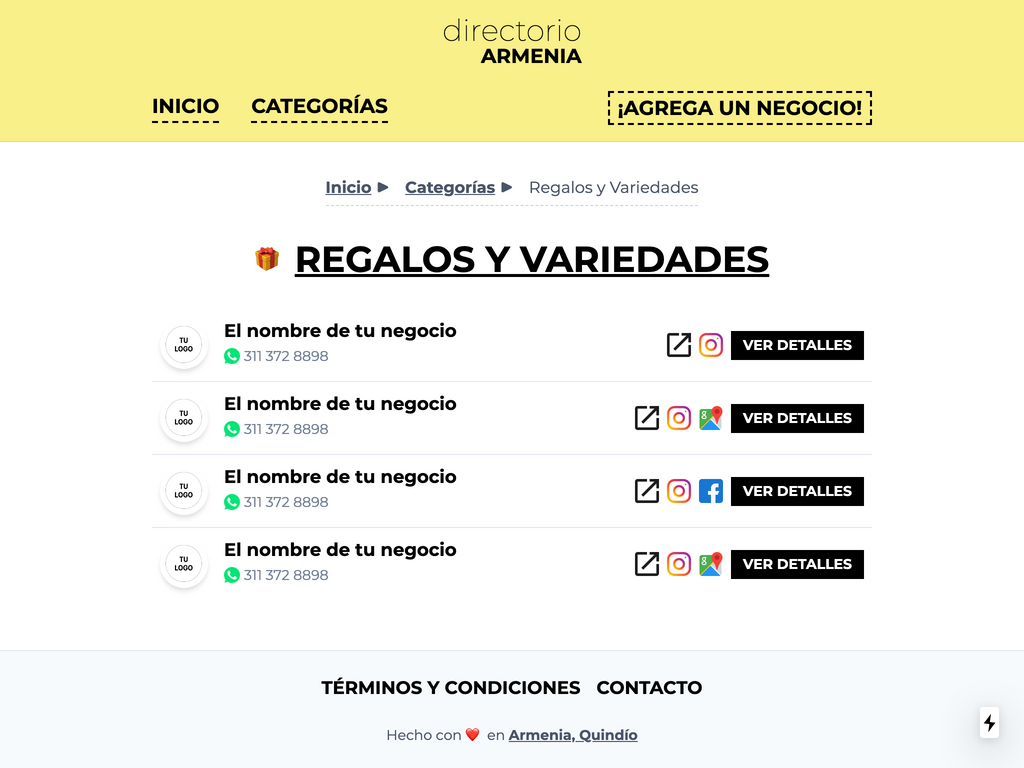 directorio
ARMENIA
INICIO CATEGORÍAS ¡AGREGA UN NEGOCIO!
Inicio Categorías Regalos y Variedades
REGALOS Y VARIEDADES
TU
LOGO
El nombre de tu negocio
311 372 8898
VER DETALLES
TU
LOGO
El nombre de tu negocio
311 372 8898
VER DETALLES
TU
LOGO
El nombre de tu negocio
311 372 8898
VER DETALLES
TU
LOGO
El nombre de tu negocio
311 372 8898
VER DETALLES
TÉRMINOS Y CONDICIONES CONTACTO
Hecho con ❤️ en Armenia, Quindío